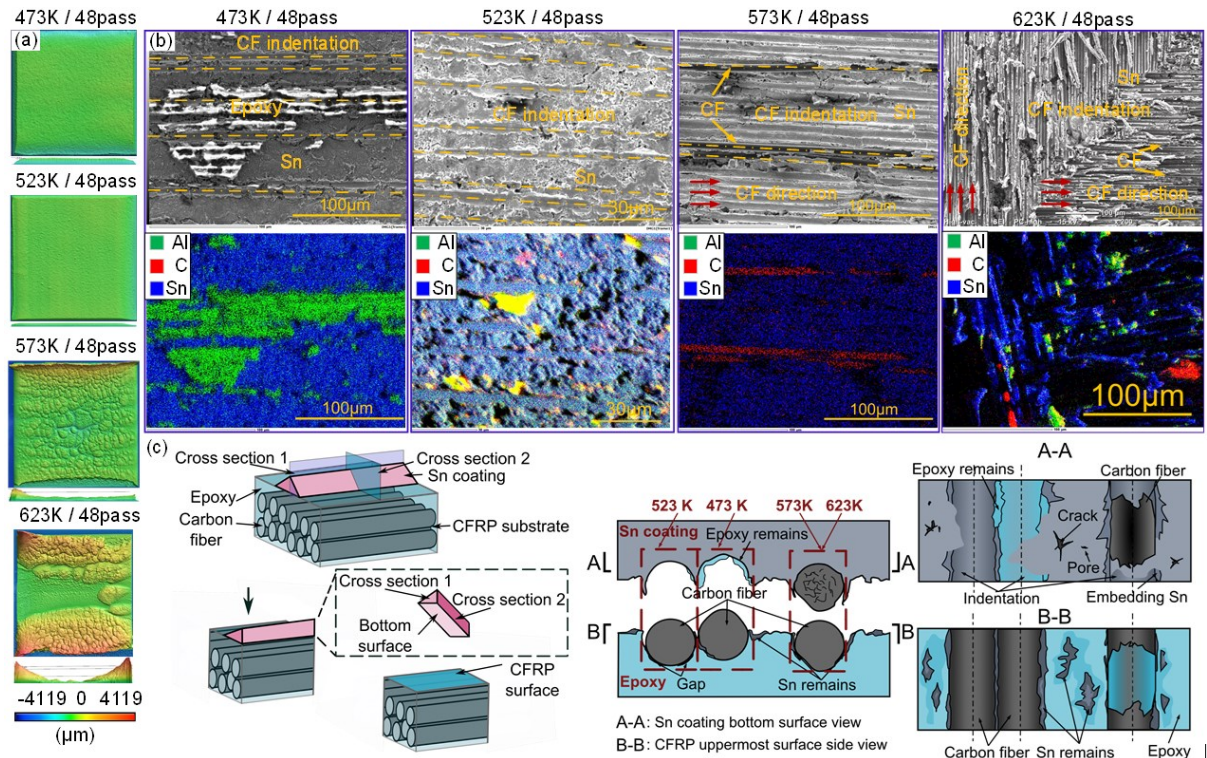 473K / 48pass
(a)
523K / 48pass
573K / 48pass
623K / 48pass
-4119 0 4119
(μm)
(b)
473K / 48pass
523K / 48pass
573K / 48pass
623K / 48pass
CF indentation
Epoxy
Sn
100μm
CF indentation
Sn
30μm
CF
CF indentation
Sn
CF direction
100μm
CF direction
Sn
CF indentation
CF
CF direction
100μm
Al
C
Sn
100μm
Al
C
Sn
30μm
Al
C
Sn
100μm
Al
C
Sn
100μm
(c)
Cross section 1
Cross section 2
Sn coating
Epoxy
Carbon
fiber
CFRP substrate
Cross section 1
Cross section 2
Bottom
surface
CFRP
surface
523 K
473 K
573K
623K
Sn coating
Epoxy remains
A
A
Carbon fiber
B
B
Epoxy
Gap
Sn remains
A-A: Sn coating bottom surface view
B-B: CFRP uppermost surface side view
A-A
Epoxy remains
Carbon fiber
Crack
Pore
Indentation
Embedding Sn
B-B
Carbon fiber
Sn remains
Epoxy